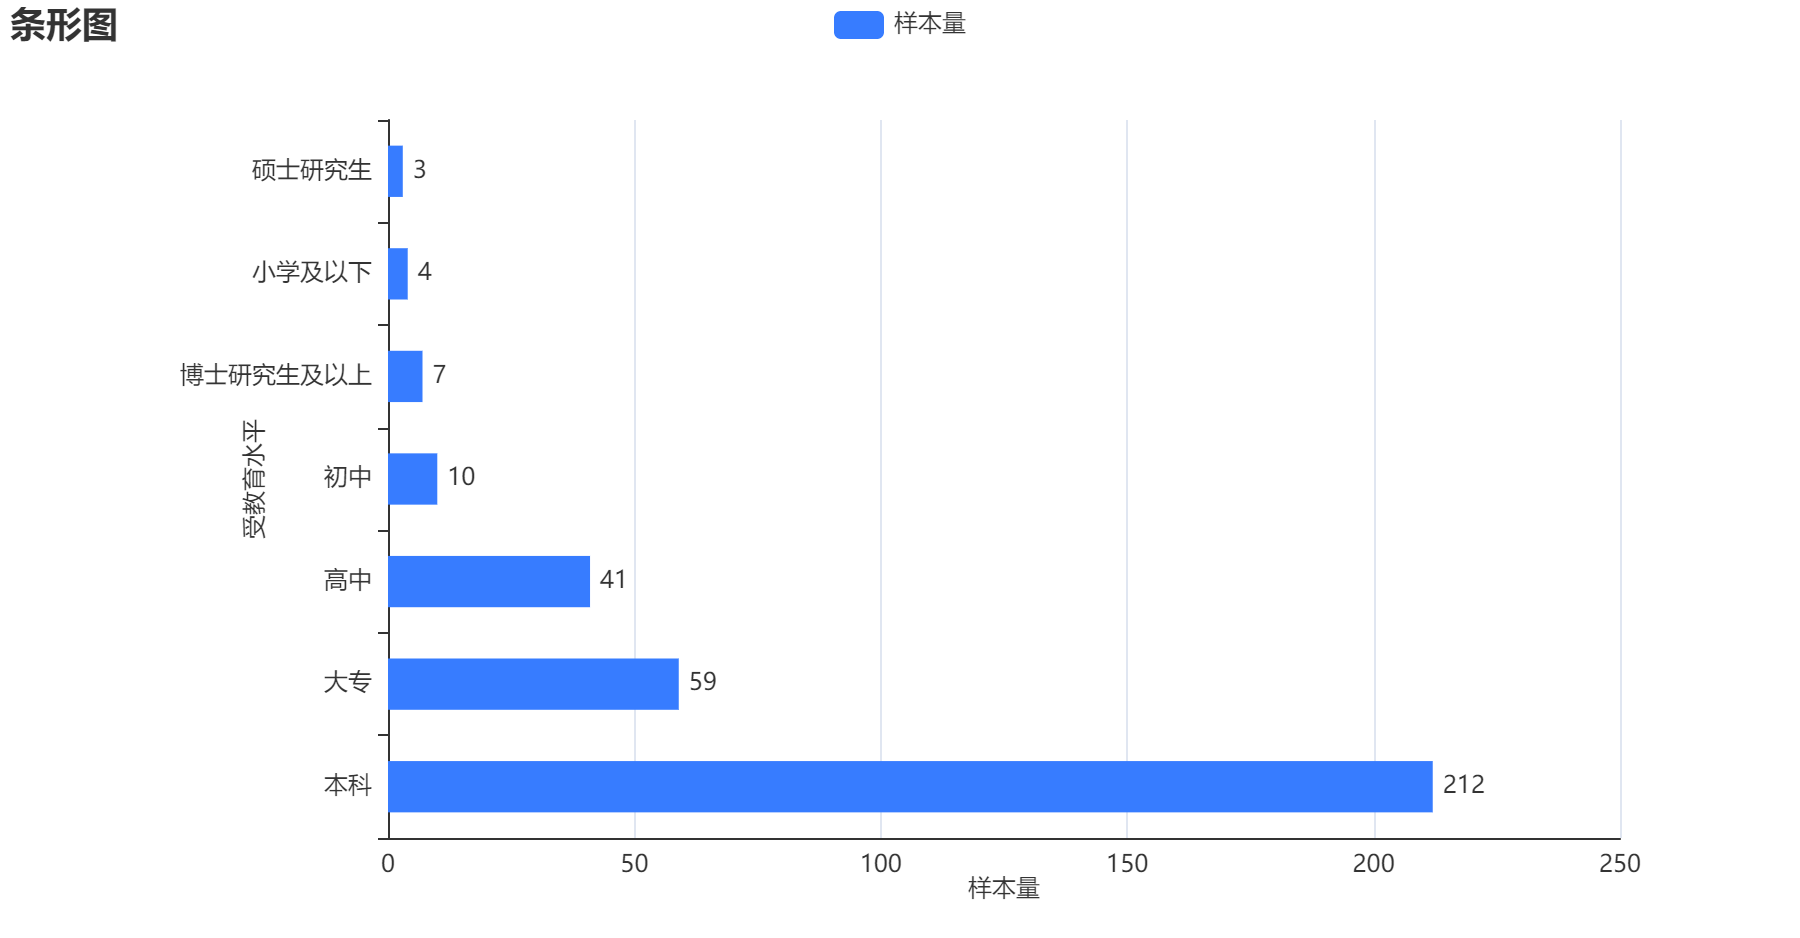 条形图
样本量
硕士研究生 3
小学及以下 4
博士研究生及以上 7
初中 10
高中 41
大专 59
本科 212
受教育水平
0 50 100 150 200 250
样本量